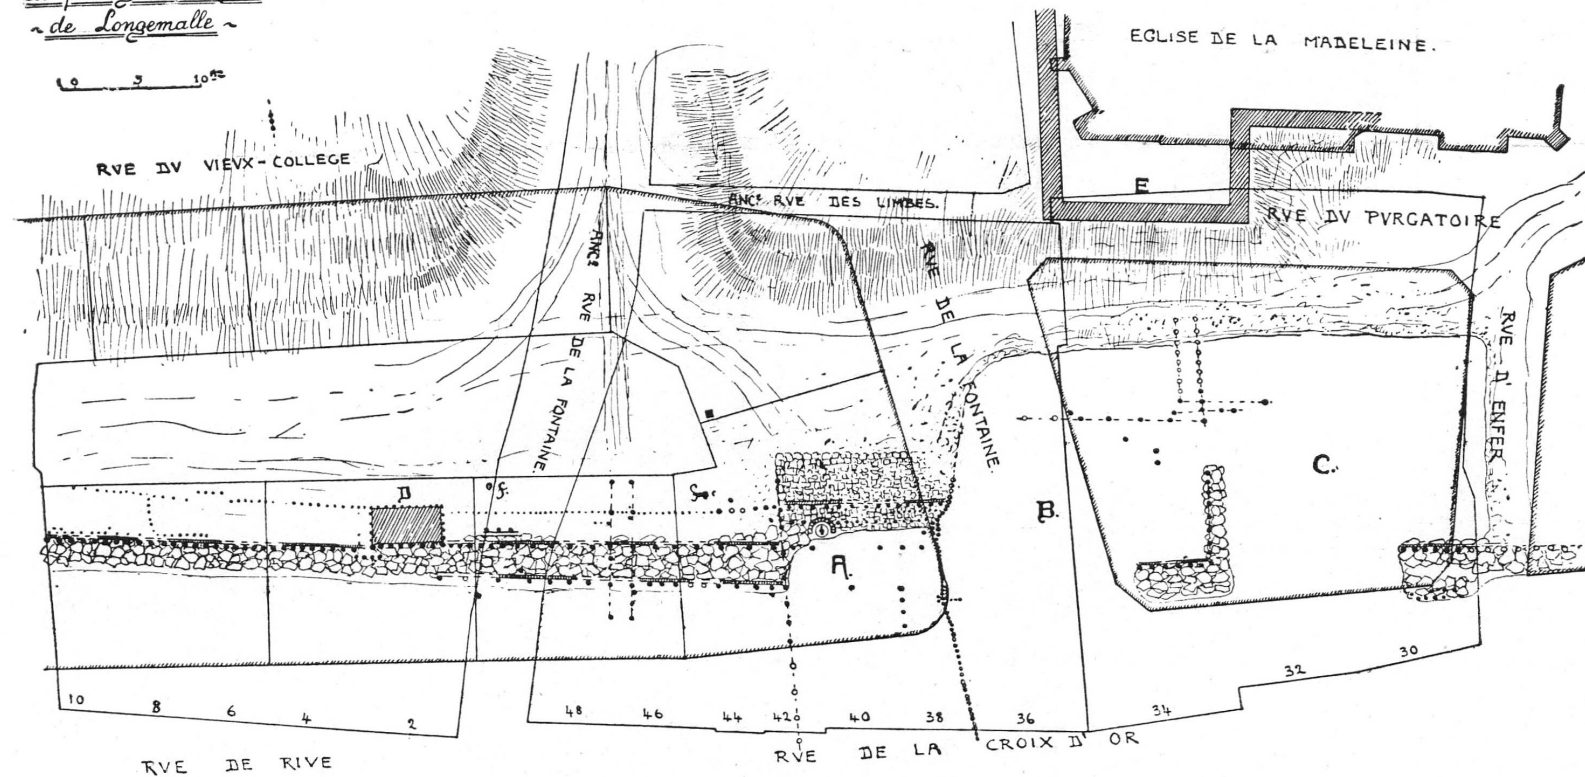 ~ de Longemalle ~
0 5 10 m
EGLISE DE LA MADELEINE.
RVE DV VIEVX-COLLEGE
E
ANC.ᵉ RVE DES LIMBES.
RVE DV PVRGATOIRE
ANC.ᵉ RVE DE LA FONTAINE.
RVE DE LA FONTAINE
RVE D'ENFER
D
f.
f
A.
B.
C.
10 8 6 4 2 48 46 44 42 40 38 36 34 32 30
RVE DE RIVE
RVE DE LA CROIX D'OR